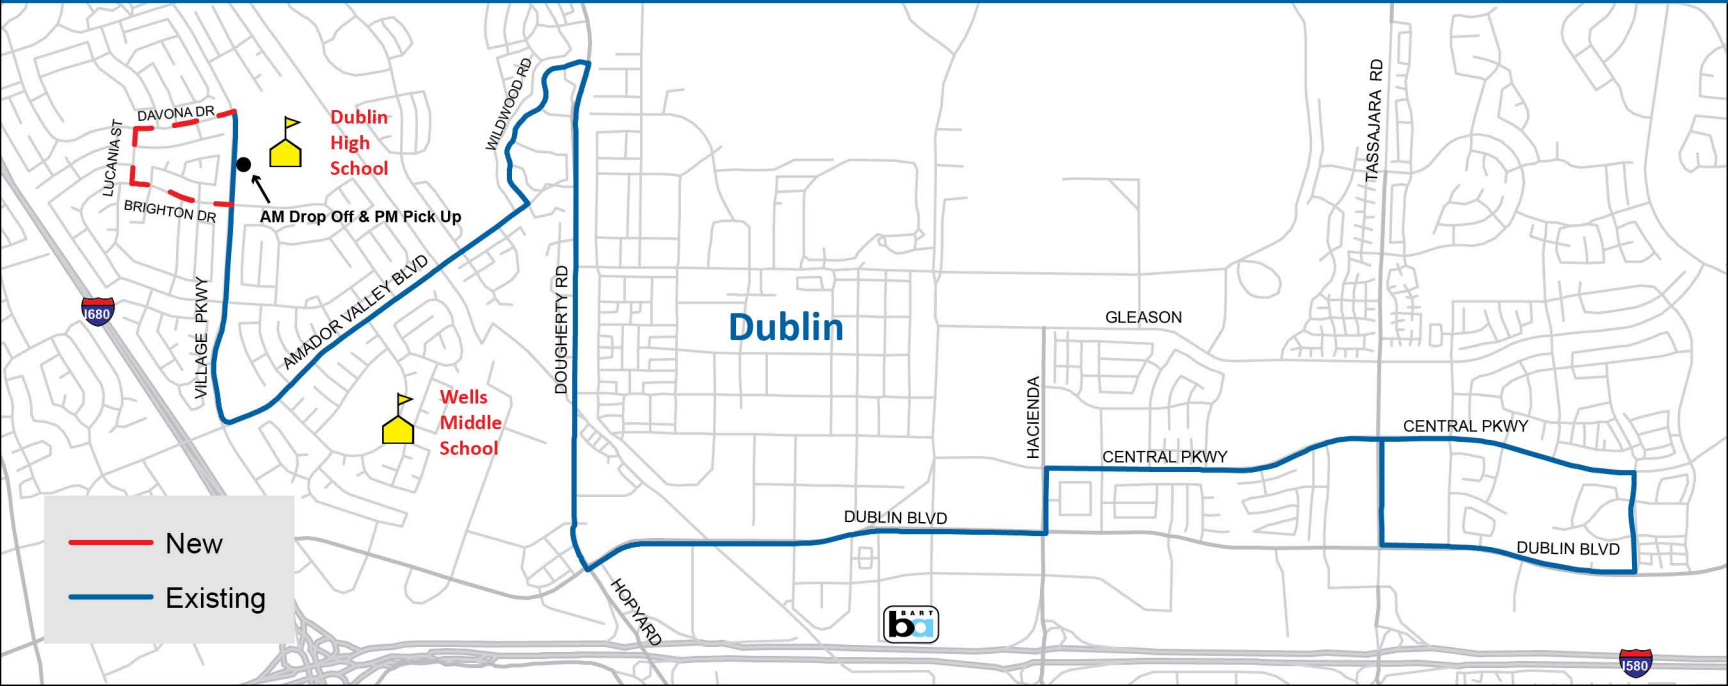 WILDWOOD RD
TASSAJARA RD
DAVONA DR
LUCANIA ST
BRIGHTON DR
Dublin
High
School
AM Drop Off & PM Pick Up
I680
VILLAGE PKWY
AMADOR VALLEY BLVD
DOUGHERTY RD
Dublin
GLEASON
HACIENDA
Wells
Middle
School
CENTRAL PKWY
CENTRAL PKWY
DUBLIN BLVD
DUBLIN BLVD
New
Existing
HOPYARD
BART
ba
I580